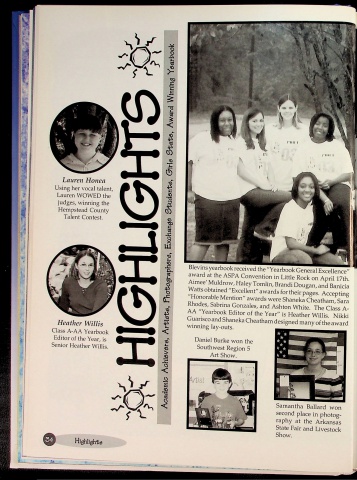 HIGHLIGHTS
Academic Achievers, Artists, Photographers, Exchange Students, Girls State, Award Winning Yearbook
Lauren Honea
Using her vocal talent,
Lauren WOWED the
judges, winning the
Hempstead County
Talent Contest.
Heather Willis
Class A-AA Yearbook
Editor of the Year, is
Senior Heather Willis.
Blevins yearbook received the "Yearbook General Excellence"
award at the ASPA Convention in Little Rock on April 17th.
Aimee' Muldrow, Haley Tomlin, Brandi Dougan, and Banicia
Watts obtained "Excellent" awards for their pages. Accepting
"Honorable Mention" awards were Shaneka Cheatham, Sara
Rhodes, Sabrina Gonzales, and Ashton White. The Class A-
AA "Yearbook Editor of the Year" is Heather Willis. Nikki
Guarisco and Shaneka Cheatham designed many of the award
winning lay-outs.
Daniel Burke won the
Southwest Region 5
Art Show.
Artist
Samantha Ballard won
second place in photog-
raphy at the Arkansas
State Fair and Livestock
Show.
34
Highlights